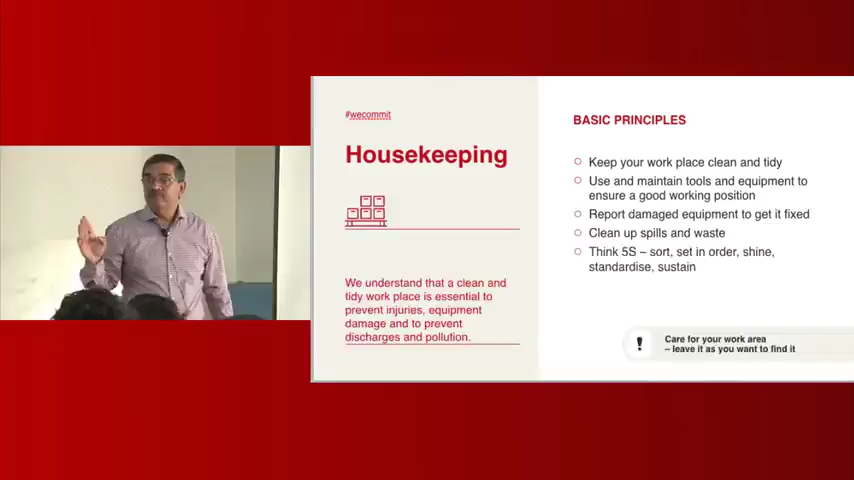 #wecommit
Housekeeping
We understand that a clean and
tidy work place is essential to
prevent injuries, equipment
damage and to prevent
discharges and pollution.
BASIC PRINCIPLES
Keep your work place clean and tidy
Use and maintain tools and equipment to
ensure a good working position
Report damaged equipment to get it fixed
Clean up spills and waste
Think 5S – sort, set in order, shine,
standardise, sustain
!
Care for your work area
– leave it as you want to find it